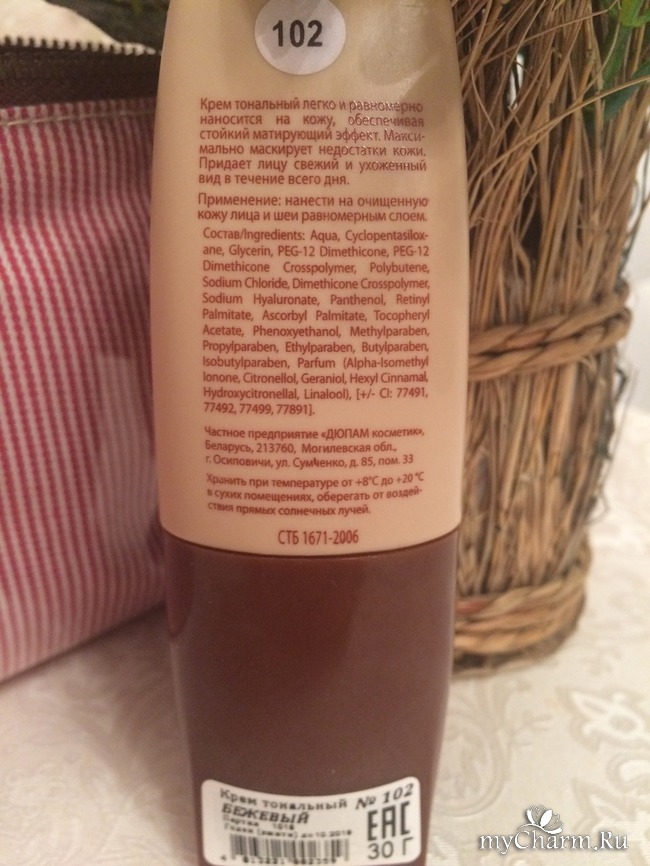 102
Крем тональный легко и равномерно
наносится на кожу, обеспечивая
стойкий матирующий эффект. Макси-
мально маскирует недостатки кожи.
Придает лицу свежий и ухоженный
вид в течение всего дня.
Применение: нанести на очищенную
кожу лица и шеи равномерным слоем.
Состав/Ingredients: Aqua, Cyclopentasilox-
ane, Glycerin, PEG-12 Dimethicone, PEG-12
Dimethicone Crosspolymer, Polybutene,
Sodium Chloride, Dimethicone Crosspolymer,
Sodium Hyaluronate, Panthenol, Retinyl
Palmitate, Ascorbyl Palmitate, Tocopheryl
Acetate, Phenoxyethanol, Methylparaben,
Propylparaben, Ethylparaben, Butylparaben,
Isobutylparaben, Parfum (Alpha-Isomethyl
Ionone, Citronellol, Geraniol, Hexyl Cinnamal,
Hydroxycitronellal, Linalool), [+/- CI: 77491,
77492, 77499, 77891].
Частное предприятие «ДЮПАМ косметик»,
Беларусь, 213760, Могилевская обл.,
г. Осиповичи, ул. Сумченко, д. 85, пом. 33
Хранить при температуре от +8°C до +20 °C
в сухих помещениях, оберегать от воздей-
ствия прямых солнечных лучей.
СТБ 1671-2006
Крем тональный № 102
БЕЖЕВЫЙ
Партия 1016
EAC
30 Г
myCharm.Ru